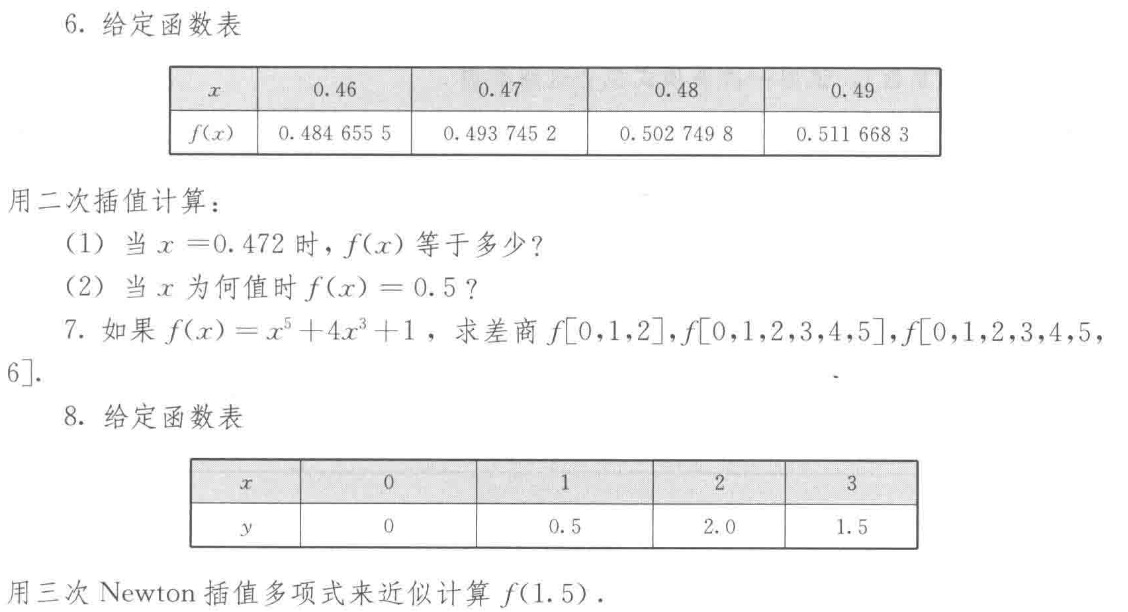 6. 给定函数表
x 0.46 0.47 0.48 0.49
f(x) 0.484 655 5 0.493 745 2 0.502 749 8 0.511 668 3
用二次插值计算:
(1) 当 x =0.472 时, f(x) 等于多少?
(2) 当 x 为何值时 f(x) = 0.5 ?
7. 如果 f(x) = x⁵ +4x³ +1 , 求差商 f[0,1,2],f[0,1,2,3,4,5],f[0,1,2,3,4,5,
6].
8. 给定函数表
x 0 1 2 3
y 0 0.5 2.0 1.5
用三次 Newton 插值多项式来近似计算 f(1.5) .